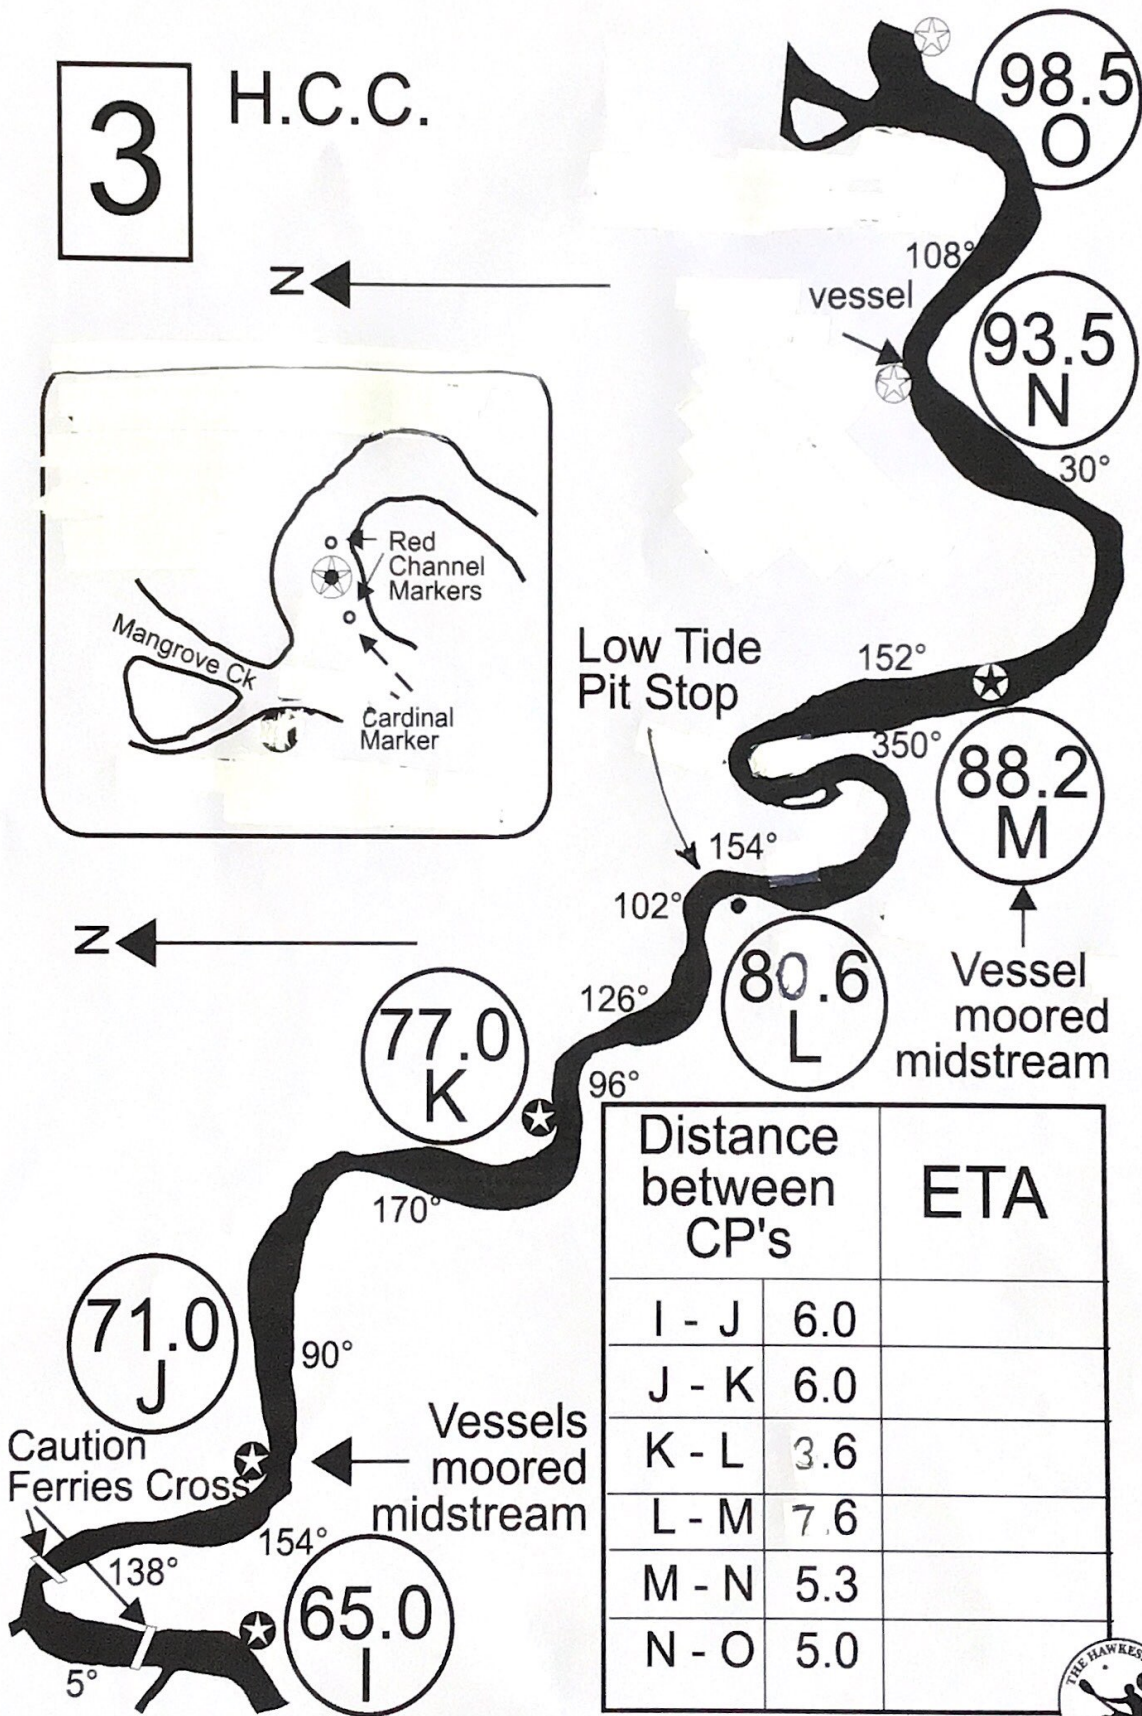 3
H.C.C.
98.5
O
N
108°
vessel
93.5
N
30°
Red
Channel
Markers
Mangrove Ck
Cardinal
Marker
Low Tide
Pit Stop
152°
350°
88.2
M
154°
102°
N
80.6
L
Vessel
moored
midstream
126°
77.0
K
96°
170°
71.0
J
90°
Vessels
moored
midstream
Caution
Ferries Cross
154°
138°
65.0
I
5°
Distance
between
CP's
ETA
I - J 6.0
J - K 6.0
K - L 3.6
L - M 7.6
M - N 5.3
N - O 5.0